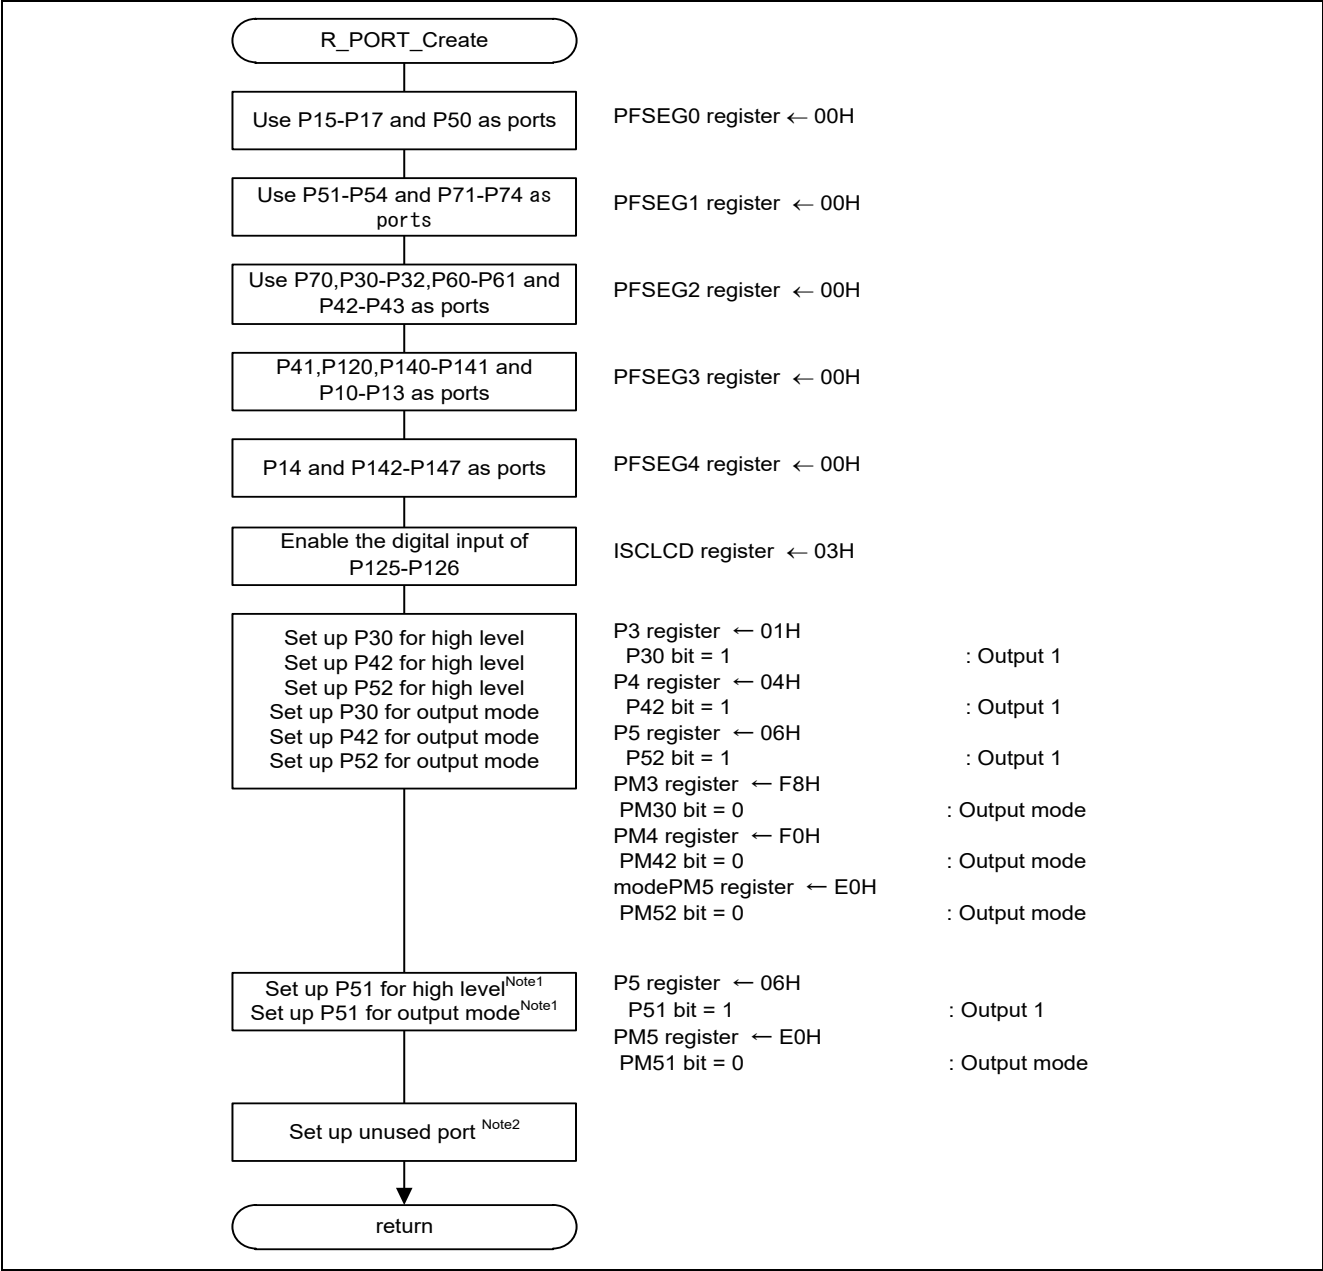 R_PORT_Create
Use P15-P17 and P50 as ports
PFSEG0 register ← 00H
Use P51-P54 and P71-P74 as
ports
PFSEG1 register ← 00H
Use P70,P30-P32,P60-P61 and
P42-P43 as ports
PFSEG2 register ← 00H
P41,P120,P140-P141 and
P10-P13 as ports
PFSEG3 register ← 00H
P14 and P142-P147 as ports
PFSEG4 register ← 00H
Enable the digital input of
P125-P126
ISCLCD register ← 03H
Set up P30 for high level
Set up P42 for high level
Set up P52 for high level
Set up P30 for output mode
Set up P42 for output mode
Set up P52 for output mode
P3 register ← 01H
P30 bit = 1 : Output 1
P4 register ← 04H
P42 bit = 1 : Output 1
P5 register ← 06H
P52 bit = 1 : Output 1
PM3 register ← F8H
PM30 bit = 0 : Output mode
PM4 register ← F0H
PM42 bit = 0 : Output mode
modePM5 register ← E0H
PM52 bit = 0 : Output mode
Set up P51 for high level Note1
Set up P51 for output mode Note1
P5 register ← 06H
P51 bit = 1 : Output 1
PM5 register ← E0H
PM51 bit = 0 : Output mode
Set up unused port Note2
return